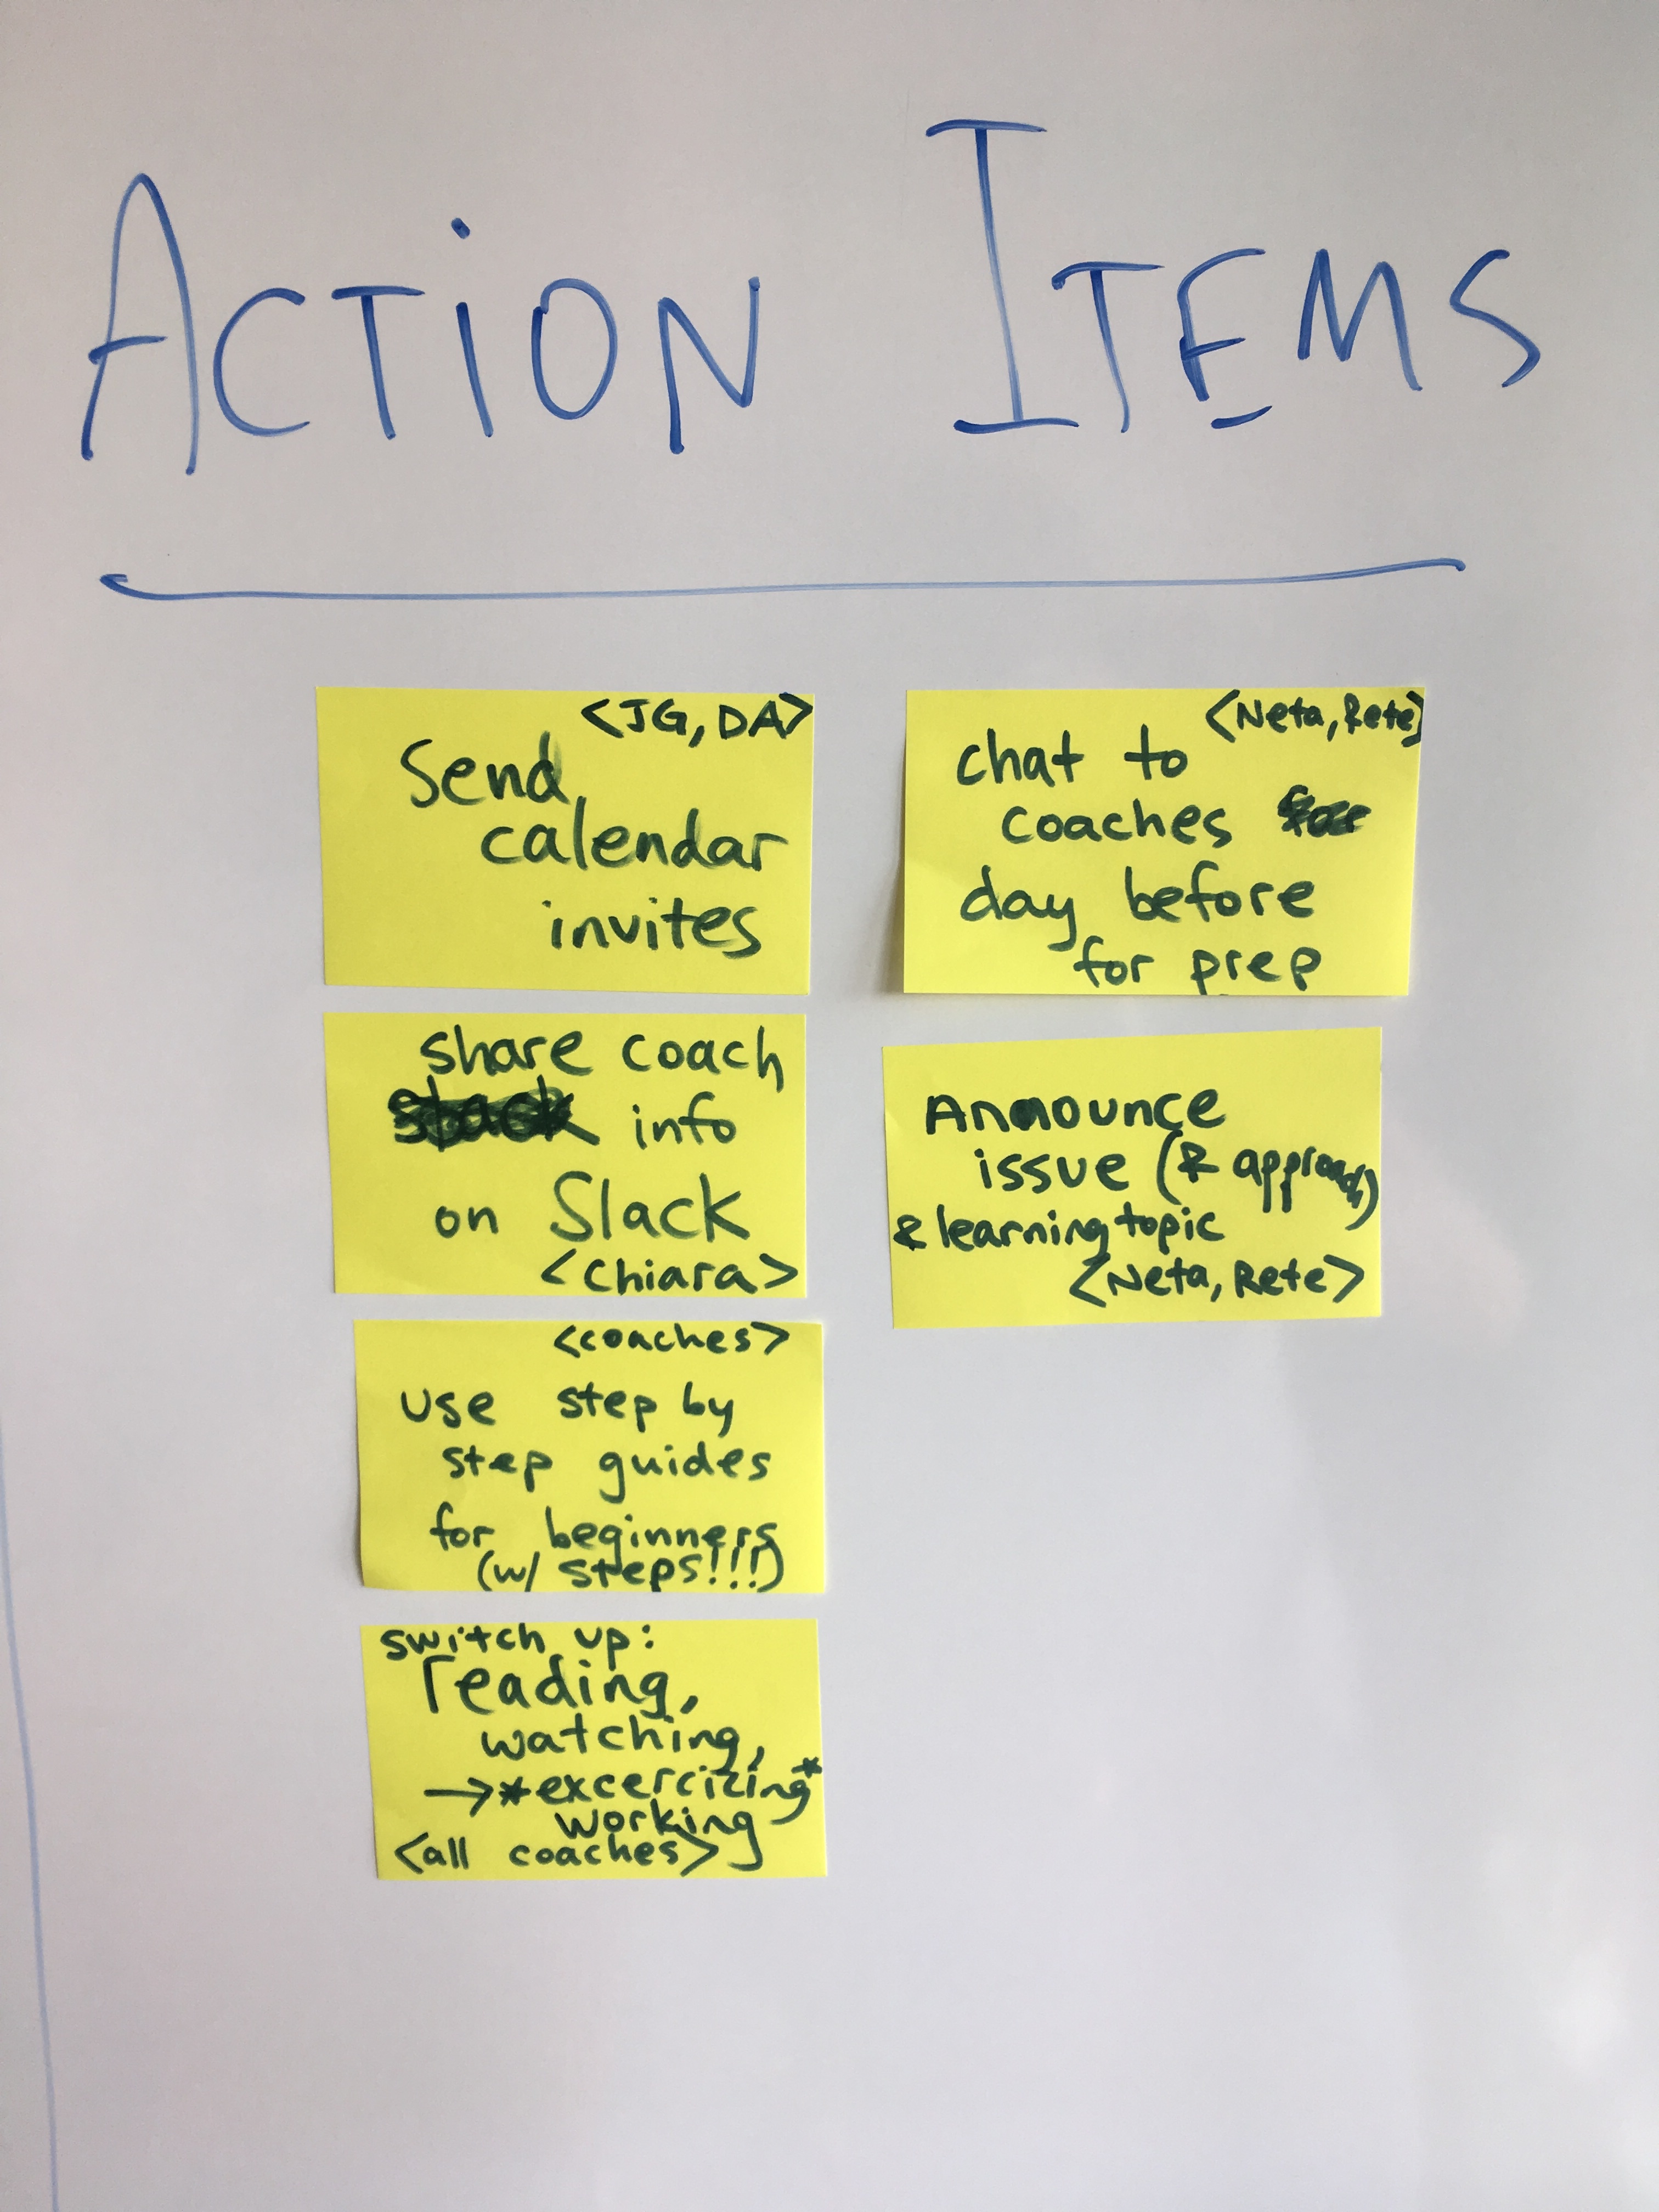 ACTiON ITEMS
<JG, DA>
Send
calendar
invites
share coach
info
on Slack
<Chiara>
<coaches>
use step by
step guides
for beginners
(w/ steps!!!)
switch up:
reading,
watching,
→*excercizing*
working
<all coaches>
<Neta, Rete>
chat to
coaches
day before
for prep
Announce
issue (& approach)
& learning topic
<Neta, Rete>